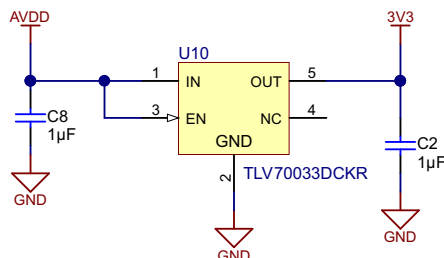 AVDD
3V3
U10
1
IN
OUT
5
3
EN
NC
4
C8
1µF
GND
2
TLV70033DCKR
C2
1µF
GND
GND
GND